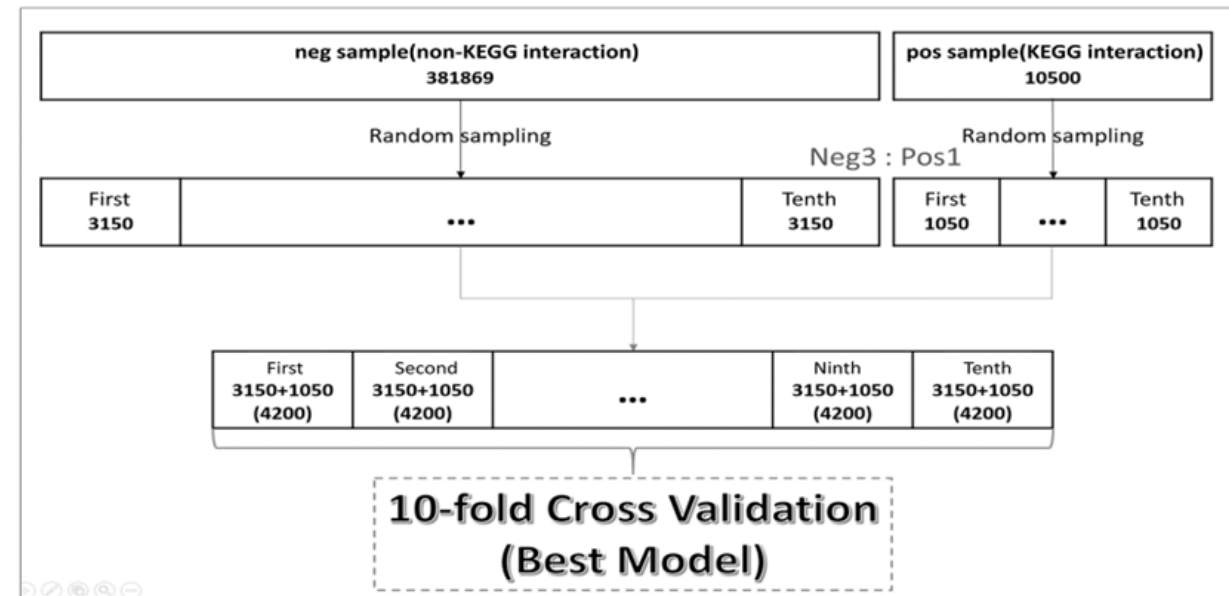 neg sample(non-KEGG interaction)
381869
pos sample(KEGG interaction)
10500
Random sampling
Random sampling
Neg3 : Pos1
First
3150
...
Tenth
3150
First
1050
...
Tenth
1050
First
3150+1050
(4200)
Second
3150+1050
(4200)
...
Ninth
3150+1050
(4200)
Tenth
3150+1050
(4200)
10-fold Cross Validation
(Best Model)